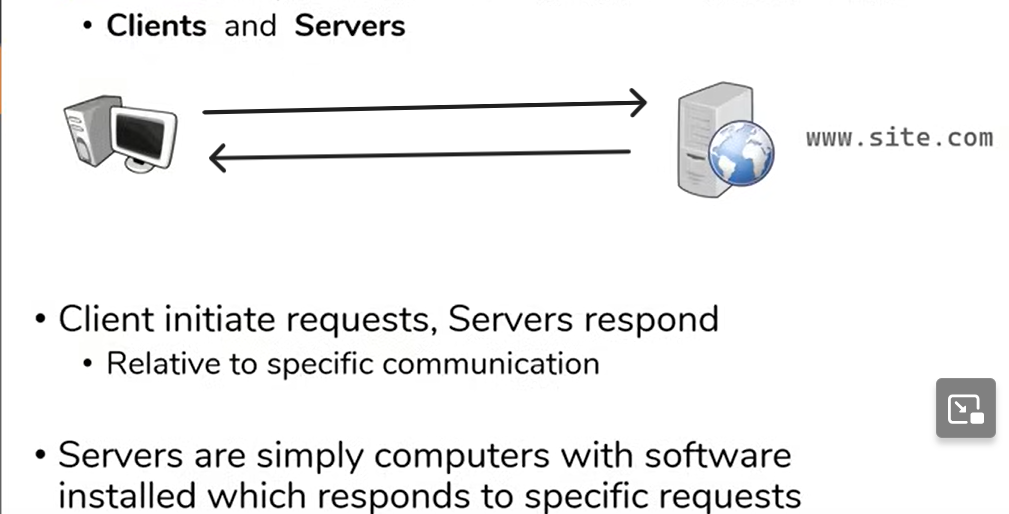 • Clients and Servers
www.site.com
• Client initiate requests, Servers respond
• Relative to specific communication
• Servers are simply computers with software
installed which responds to specific requests